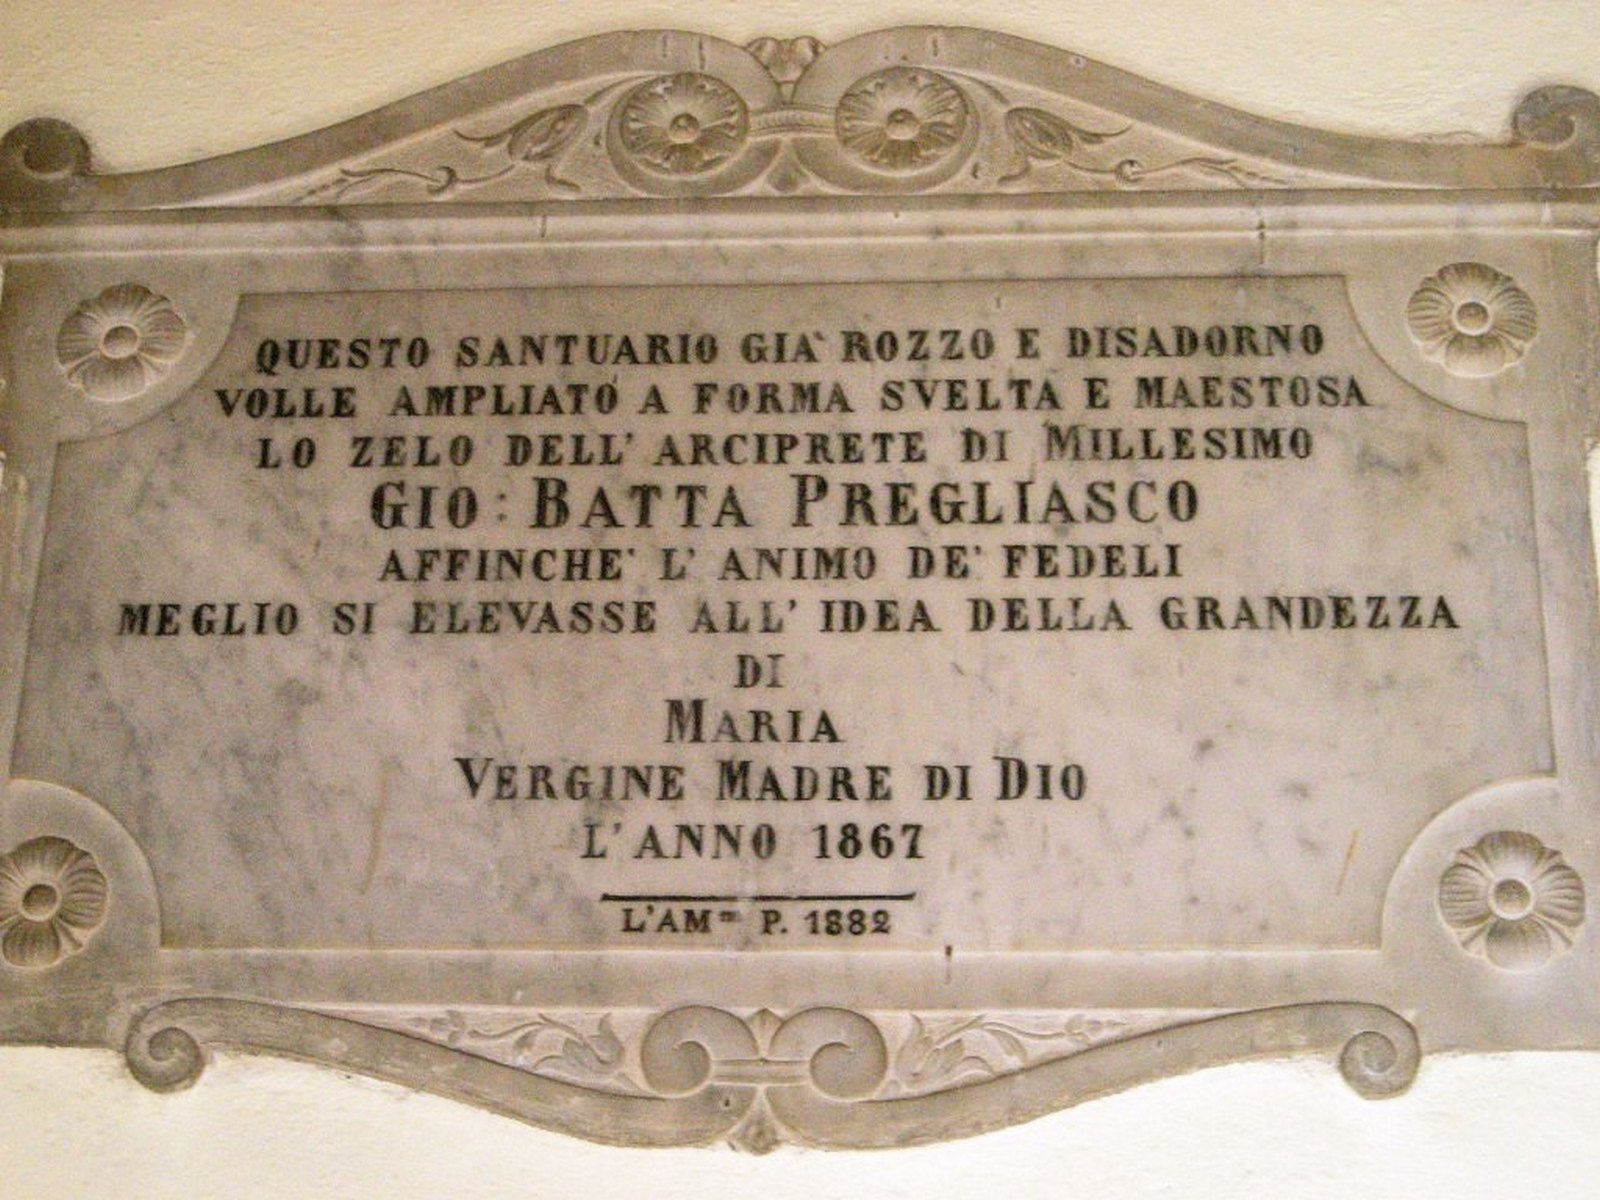 QUESTO SANTUARIO GIA' ROZZO E DISADORNO
VOLLE AMPLIATO A FORMA SVELTA E MAESTOSA
LO ZELO DELL' ARCIPRETE DI MILLESIMO
GIO: BATTA PREGLIASCO
AFFINCHE' L' ANIMO DE' FEDELI
MEGLIO SI ELEVASSE ALL' IDEA DELLA GRANDEZZA
DI
MARIA
VERGINE MADRE DI DIO
L'ANNO 1867
L'AM P. 1882